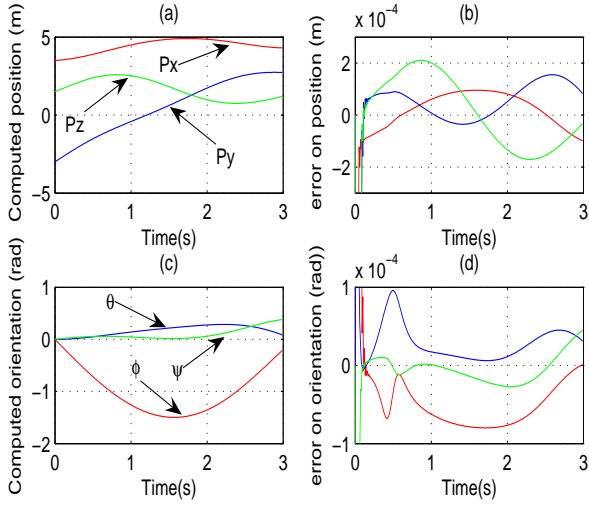 (a)
(b)
x 10⁻⁴
Computed position (m)
5
0
-5
Px
Pz
Py
0
1
2
3
Time(s)
error on position (m)
2
0
-2
0
1
2
3
Time(s)
(c)
(d)
x 10⁻⁴
Computed orientation (rad)
1
0
-1
-2
θ
ϕ
ψ
0
1
2
3
Time(s)
error on orientation (rad))
1
0
-1
0
1
2
3
Time(s)